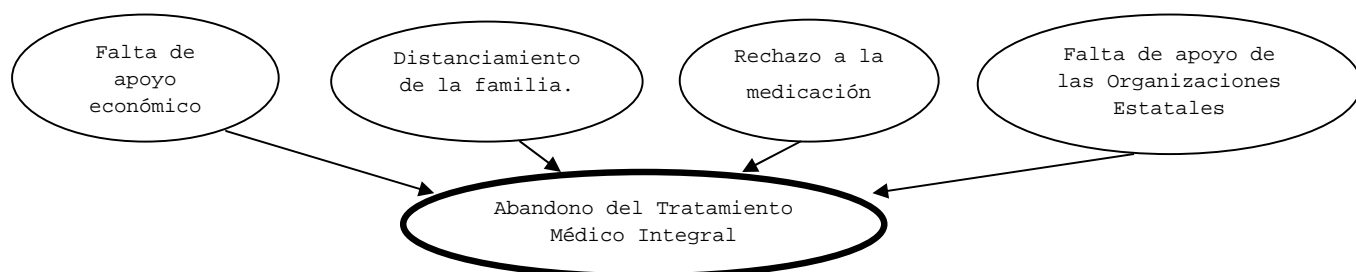 Falta de
apoyo
económico
Distanciamiento
de la familia.
Rechazo a la
medicación
Falta de apoyo de
las Organizaciones
Estatales
Abandono del Tratamiento
Médico Integral